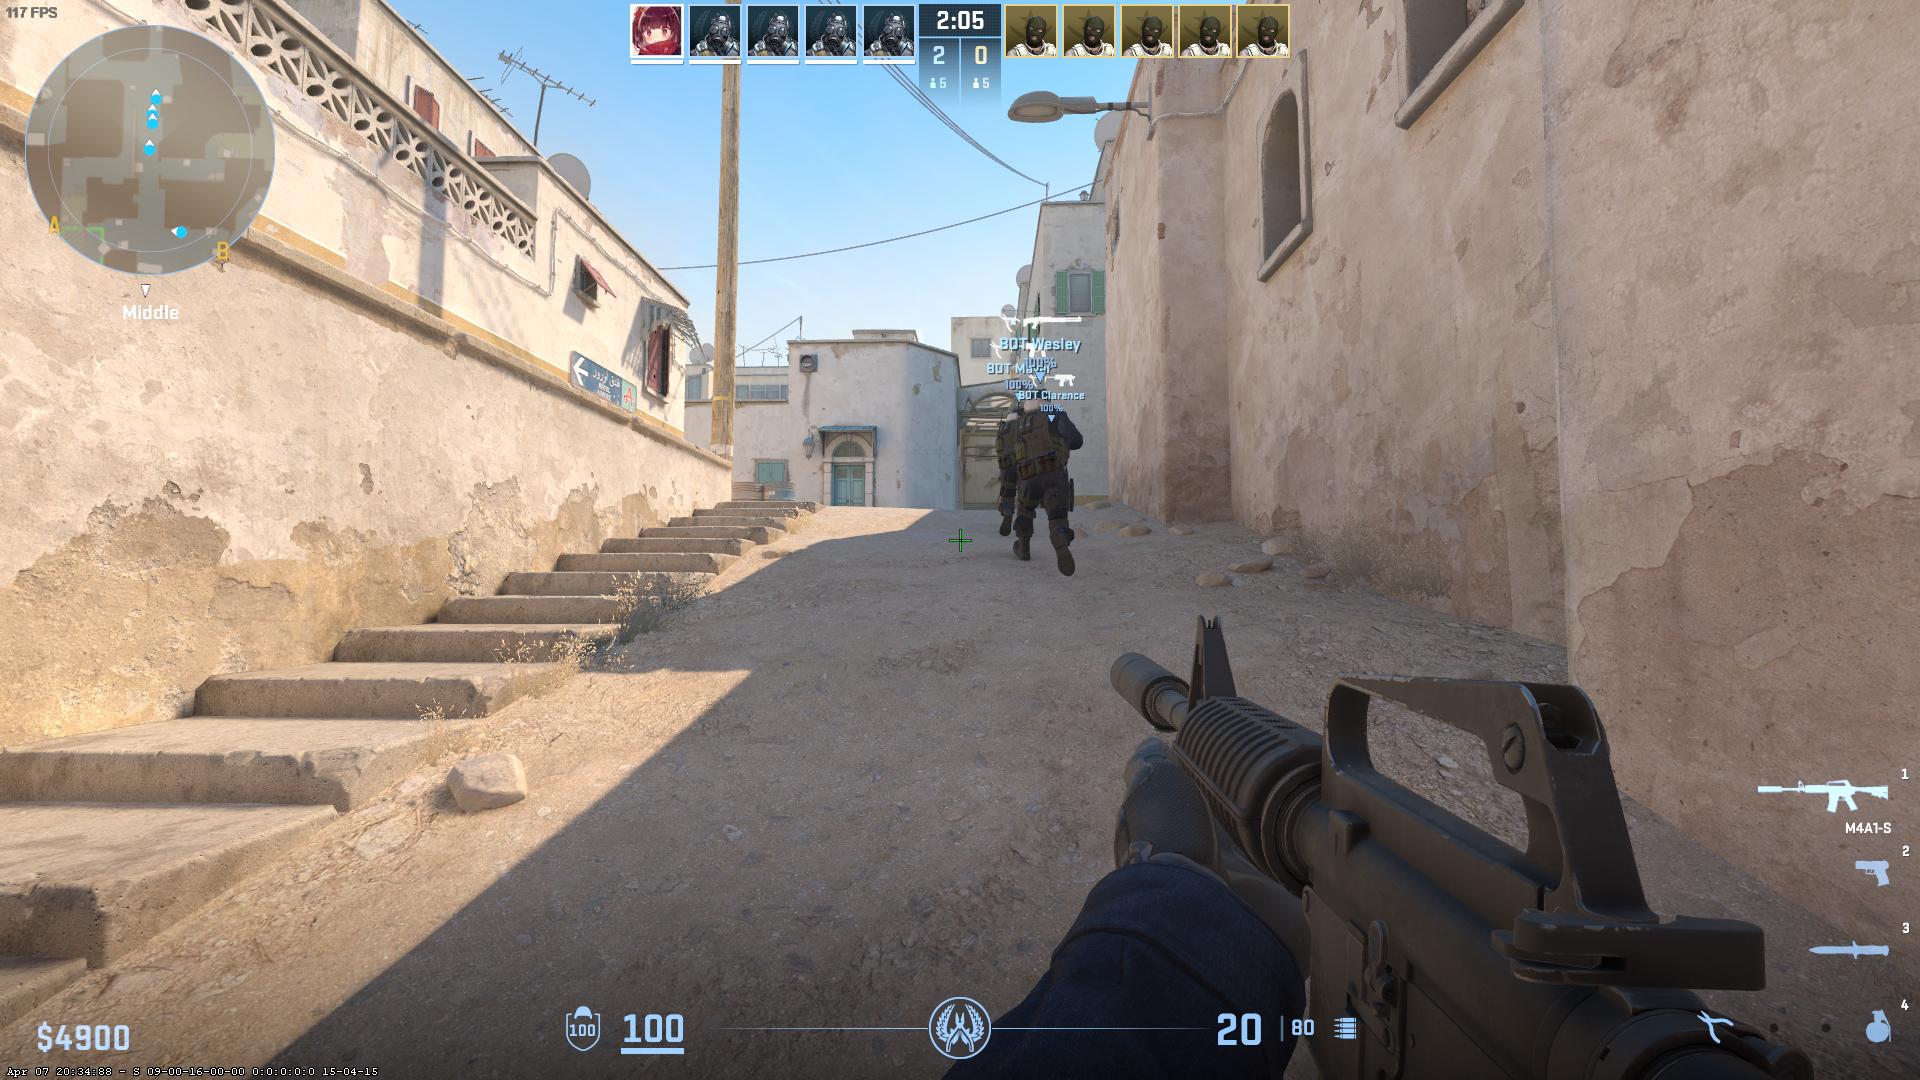 117 FPS
2:05
2 0
5 5
A
B
Middle
BOT Wesley
100%
BOT
100%
BOT Clarence
100%
A
1
M4A1-S
2
3
4
$4900
100 100
20 | 80
Apr 07 20:34:88 - S 09-00-16-00-00 0:0:0:0:0 15-04-15